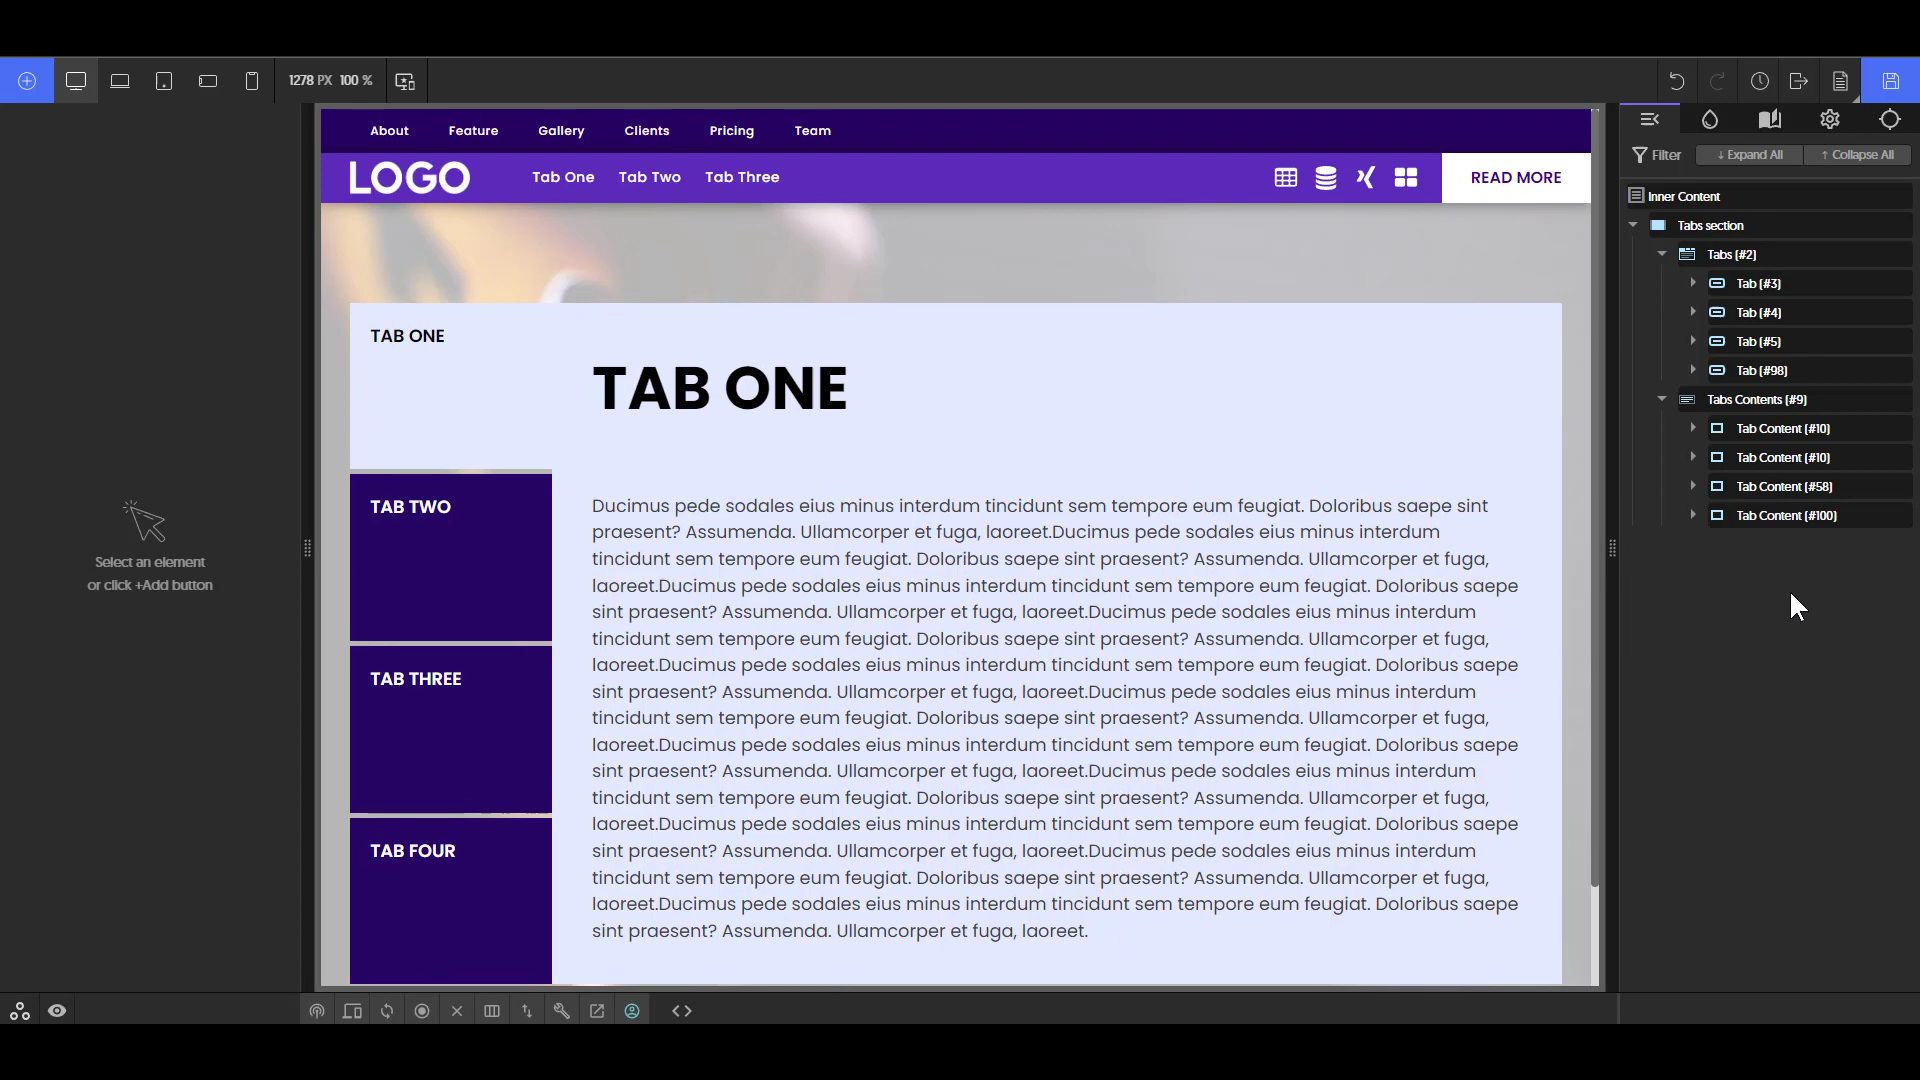 1278 PX 100 %
About Feature Gallery Clients Pricing Team
LOGO Tab One Tab Two Tab Three READ MORE
TAB ONE
TAB TWO
TAB THREE
TAB FOUR
TAB ONE
Ducimus pede sodales eius minus interdum tincidunt sem tempore eum feugiat. Doloribus saepe sint
praesent? Assumenda. Ullamcorper et fuga, laoreet.Ducimus pede sodales eius minus interdum
tincidunt sem tempore eum feugiat. Doloribus saepe sint praesent? Assumenda. Ullamcorper et fuga,
laoreet.Ducimus pede sodales eius minus interdum tincidunt sem tempore eum feugiat. Doloribus saepe
sint praesent? Assumenda. Ullamcorper et fuga, laoreet.Ducimus pede sodales eius minus interdum
tincidunt sem tempore eum feugiat. Doloribus saepe sint praesent? Assumenda. Ullamcorper et fuga,
laoreet.Ducimus pede sodales eius minus interdum tincidunt sem tempore eum feugiat. Doloribus saepe
sint praesent? Assumenda. Ullamcorper et fuga, laoreet.Ducimus pede sodales eius minus interdum
tincidunt sem tempore eum feugiat. Doloribus saepe sint praesent? Assumenda. Ullamcorper et fuga,
laoreet.Ducimus pede sodales eius minus interdum tincidunt sem tempore eum feugiat. Doloribus saepe
sint praesent? Assumenda. Ullamcorper et fuga, laoreet.Ducimus pede sodales eius minus interdum
tincidunt sem tempore eum feugiat. Doloribus saepe sint praesent? Assumenda. Ullamcorper et fuga,
laoreet.Ducimus pede sodales eius minus interdum tincidunt sem tempore eum feugiat. Doloribus saepe
sint praesent? Assumenda. Ullamcorper et fuga, laoreet.Ducimus pede sodales eius minus interdum
tincidunt sem tempore eum feugiat. Doloribus saepe sint praesent? Assumenda. Ullamcorper et fuga,
laoreet.Ducimus pede sodales eius minus interdum tincidunt sem tempore eum feugiat. Doloribus saepe
sint praesent? Assumenda. Ullamcorper et fuga, laoreet.
Select an element
or click +Add button
Filter ↓ Expand All ↑ Collapse All
Inner Content
Tabs section
Tabs (#2)
Tab (#3)
Tab (#4)
Tab (#5)
Tab (#98)
Tabs Contents (#9)
Tab Content (#10)
Tab Content (#10)
Tab Content (#58)
Tab Content (#100)